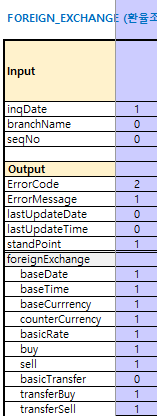 FOREIGN_EXCHANGE (환율조
Input
inqDate 1
branchName 0
seqNo 0
Output
ErrorCode 2
ErrorMessage 1
lastUpdateDate 0
lastUpdateTime 0
standPoint 1
foreignExchange
baseDate 1
baseTime 1
baseCurrrency 1
counterCurrency 1
basicRate 1
buy 1
sell 1
basicTransfer 0
transferBuy 1
transferSell 1